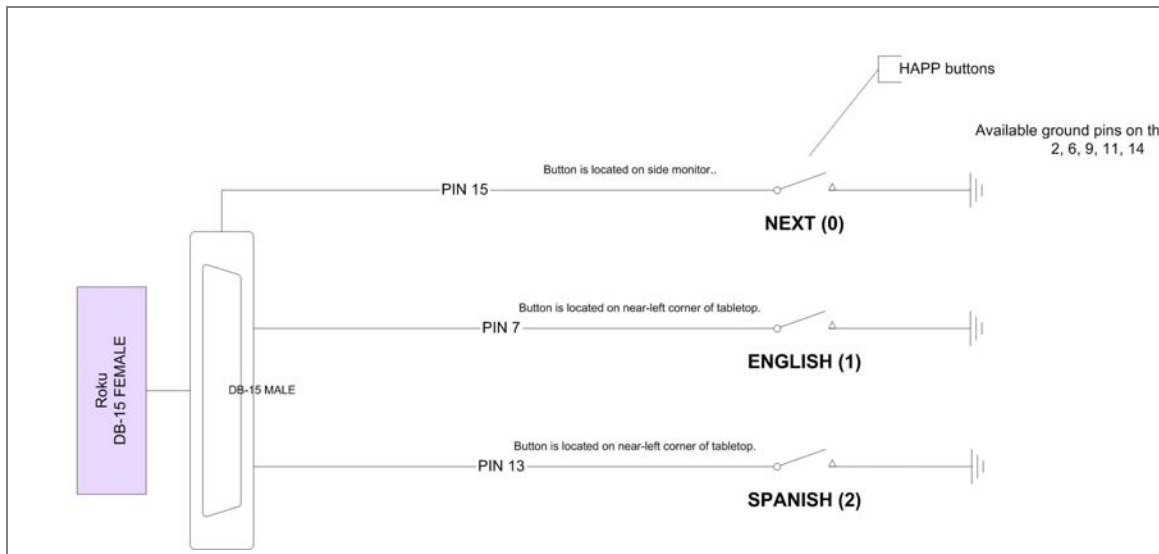 HAPP buttons
Available ground pins on th
2, 6, 9, 11, 14
Button is located on side monitor..
PIN 15
NEXT (0)
Button is located on near-left corner of tabletop.
PIN 7
ENGLISH (1)
Roku
DB-15 FEMALE
DB-15 MALE
Button is located on near-left corner of tabletop.
PIN 13
SPANISH (2)